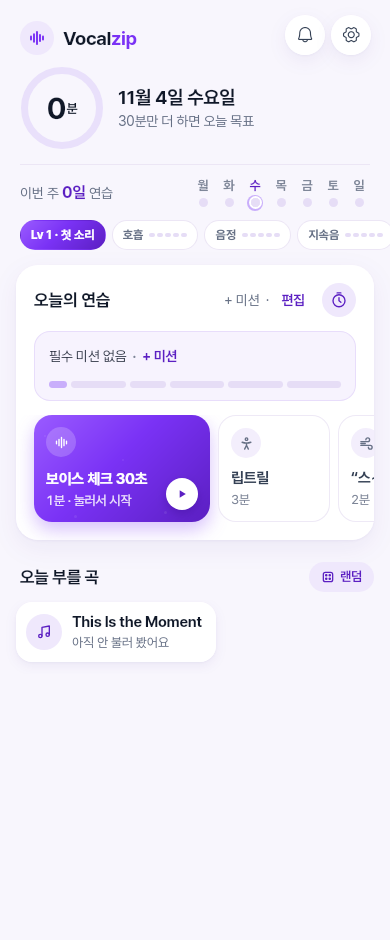 Vocalzip
0분
11월 4일 수요일
30분만 더 하면 오늘 목표
이번 주 0일 연습
월 화 수 목 금 토 일
Lv 1 · 첫 소리
호흡
음정
지속음
오늘의 연습
+ 미션 · 편집
필수 미션 없음 · + 미션
보이스 체크 30초
1분 · 눌러서 시작
립트릴
3분
2분
오늘 부를 곡
랜덤
This Is the Moment
아직 안 불러 봤어요